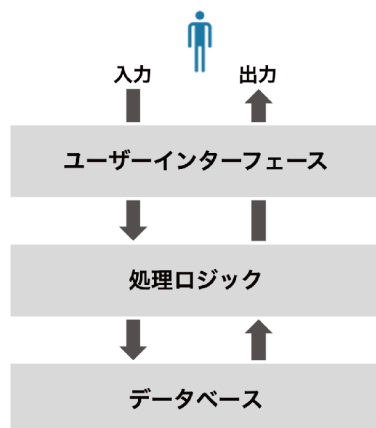 入力
出力
ユーザーインターフェース
処理ロジック
データベース